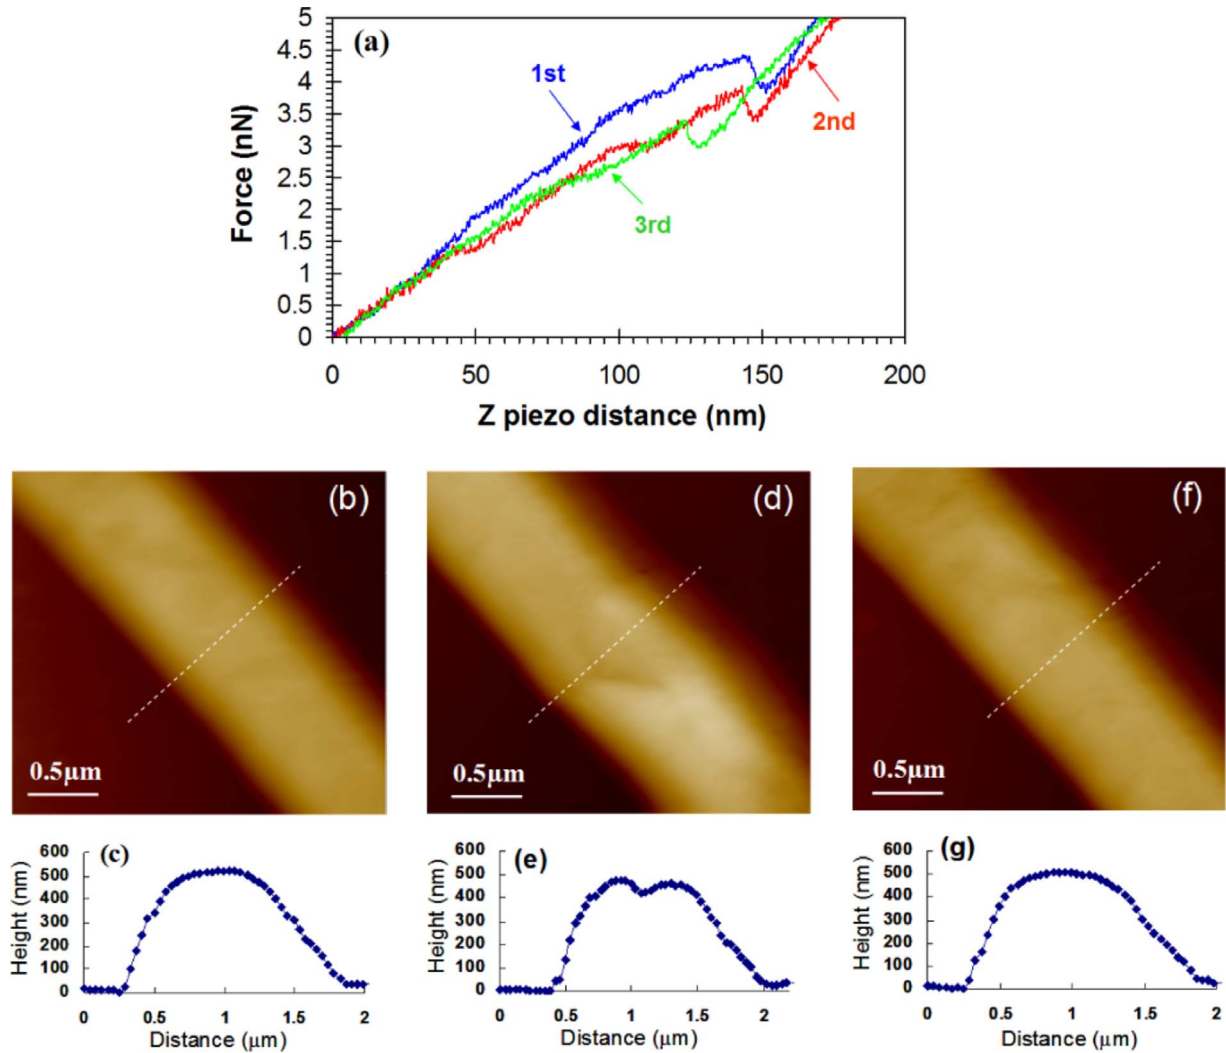 (a)
5
4.5
4
3.5
3
2.5
2
1.5
1
0.5
0
Force (nN)
1st
2nd
3rd
0 50 100 150 200
Z piezo distance (nm)
(b) (d) (f)
0.5μm 0.5μm 0.5μm
(c)
600
500
400
300
200
100
0
Height (nm)
0 0.5 1 1.5 2
Distance (μm)
(e)
600
500
400
300
200
100
0
Height (nm)
0 0.5 1 1.5 2
Distance (μm)
(g)
600
500
400
300
200
100
0
Height (nm)
0 0.5 1 1.5 2
Distance (μm)